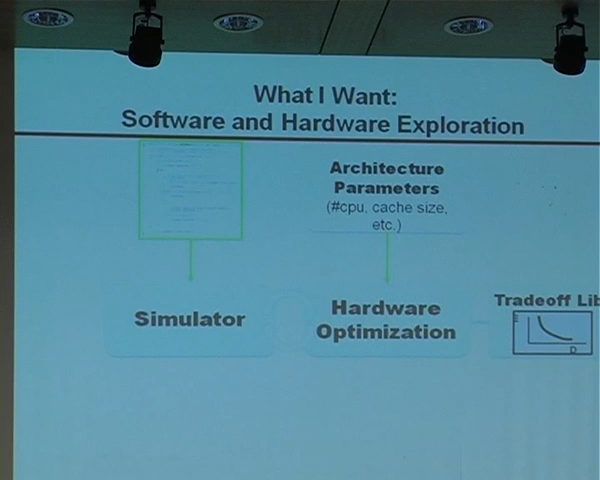 What I Want:
Software and Hardware Exploration
Architecture
Parameters
(#cpu, cache size,
etc.)
Simulator
Hardware
Optimization
Tradeoff Lib
E
D